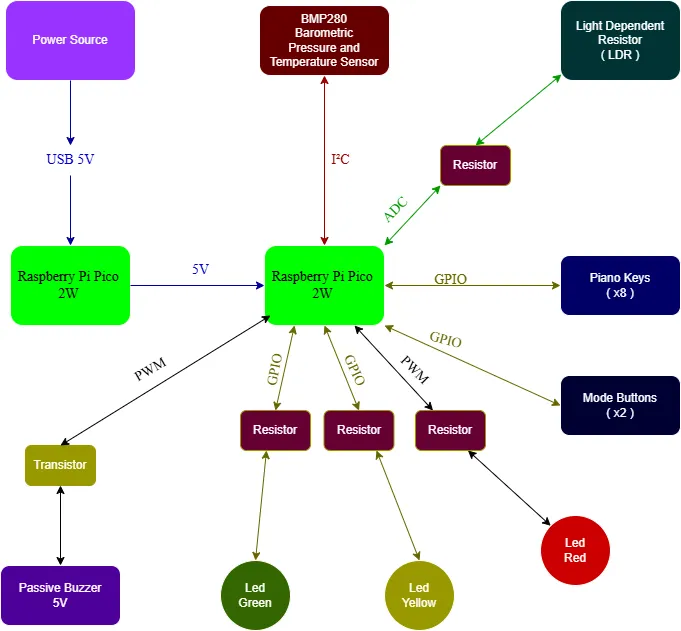 Power Source
BMP280
Barometric
Pressure and
Temperature Sensor
Light Dependent
Resistor
( LDR )
USB 5V
I²C
Resistor
ADC
Raspberry Pi Pico
2W
5V
Raspberry Pi Pico
2W
GPIO
Piano Keys
( x8 )
PWM
GPIO
GPIO
PWM
GPIO
Mode Buttons
( x2 )
Resistor
Resistor
Resistor
Transistor
Led
Red
Passive Buzzer
5V
Led
Green
Led
Yellow